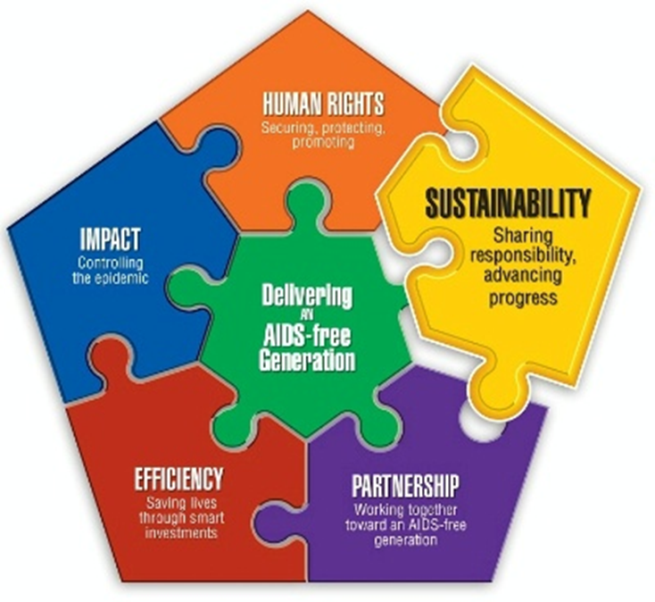 HUMAN RIGHTS
Securing, protecting,
promoting
SUSTAINABILITY
Sharing
responsibility,
advancing
progress
IMPACT
Controlling
the epidemic
Delivering
AN
AIDS-free
Generation
EFFICIENCY
Saving lives
through smart
investments
PARTNERSHIP
Working together
toward an AIDS-free
generation